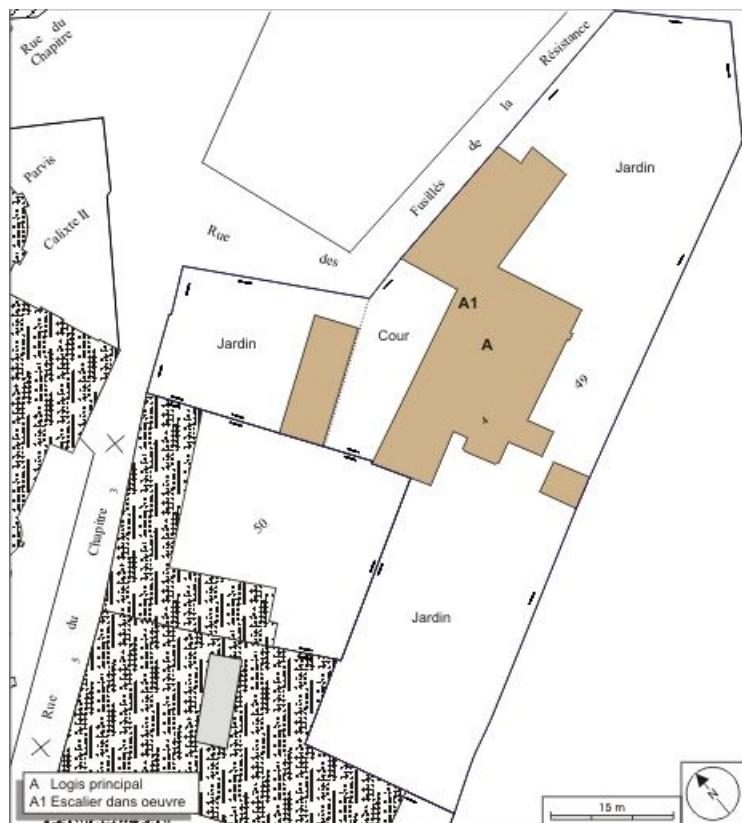 Rue du
Chapitre
Parvis
Calixte II
Rue des Fusillés de la Résistance
Jardin
Jardin
Cour
A1
A
49
4
50
Rue du Chapitre
3
3
Jardin
A Logis principal
A1 Escalier dans oeuvre
15 m
N